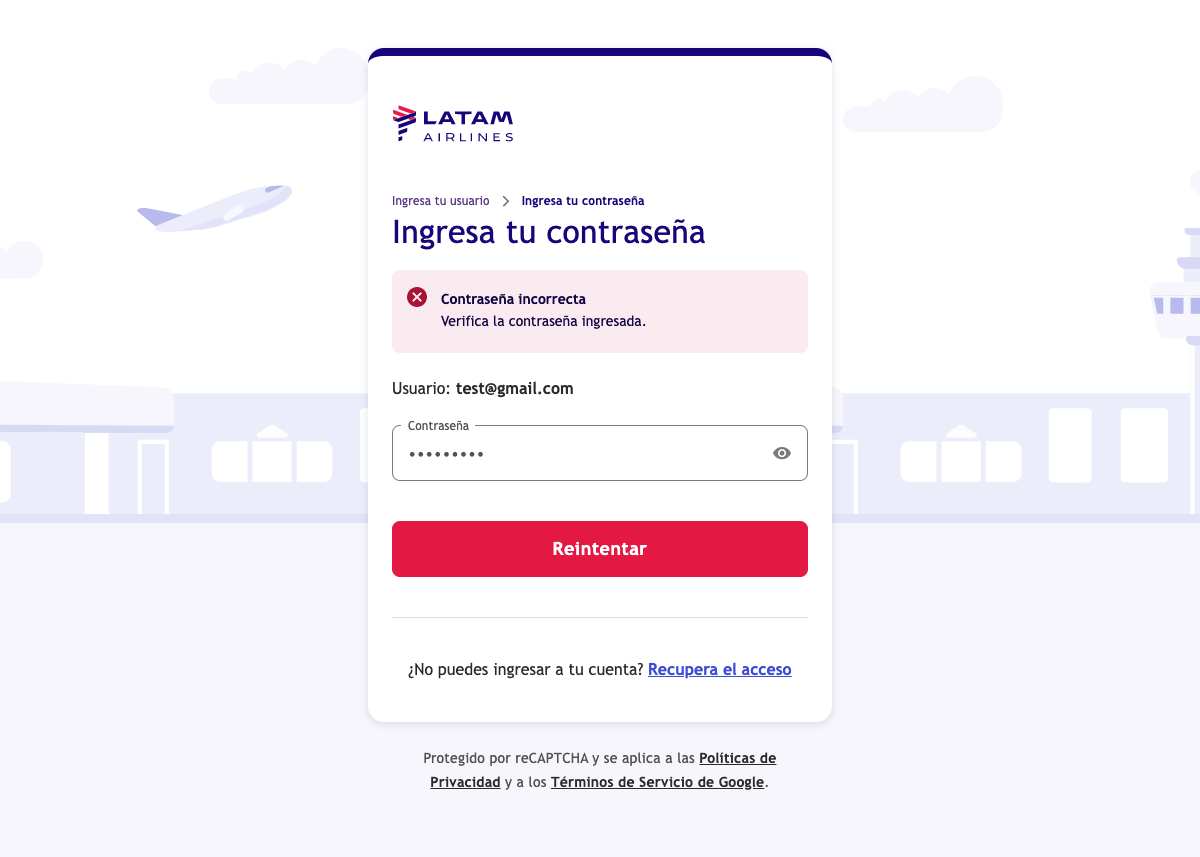 LATAM
AIRLINES
Ingresa tu usuario > Ingresa tu contraseña
Ingresa tu contraseña
Contraseña incorrecta
Verifica la contraseña ingresada.
Usuario: test@gmail.com
Contraseña
•••••••••
Reintentar
¿No puedes ingresar a tu cuenta? Recupera el acceso
Protegido por reCAPTCHA y se aplica a las Políticas de
Privacidad y a los Términos de Servicio de Google.